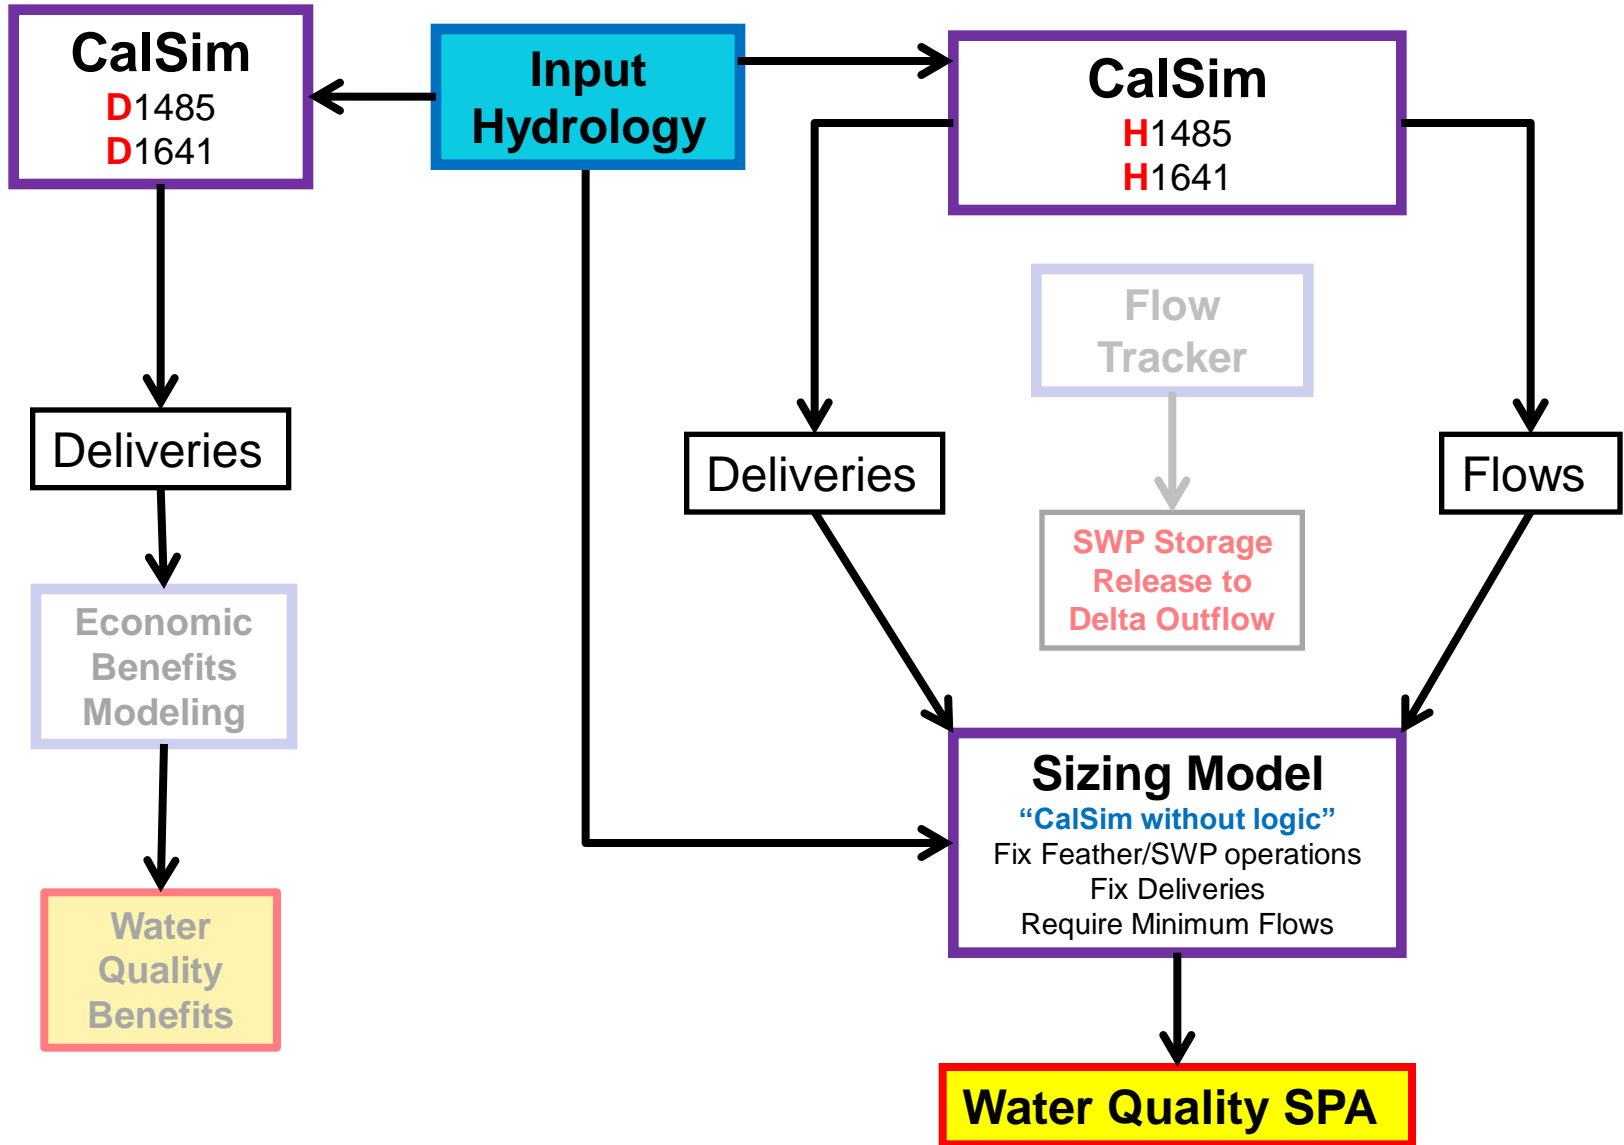 CalSim
D1485
D1641
Input
Hydrology
CalSim
H1485
H1641
Flow
Tracker
Deliveries
Deliveries
Flows
SWP Storage
Release to
Delta Outflow
Economic
Benefits
Modeling
Sizing Model
“CalSim without logic”
Fix Feather/SWP operations
Fix Deliveries
Require Minimum Flows
Water
Quality
Benefits
Water Quality SPA